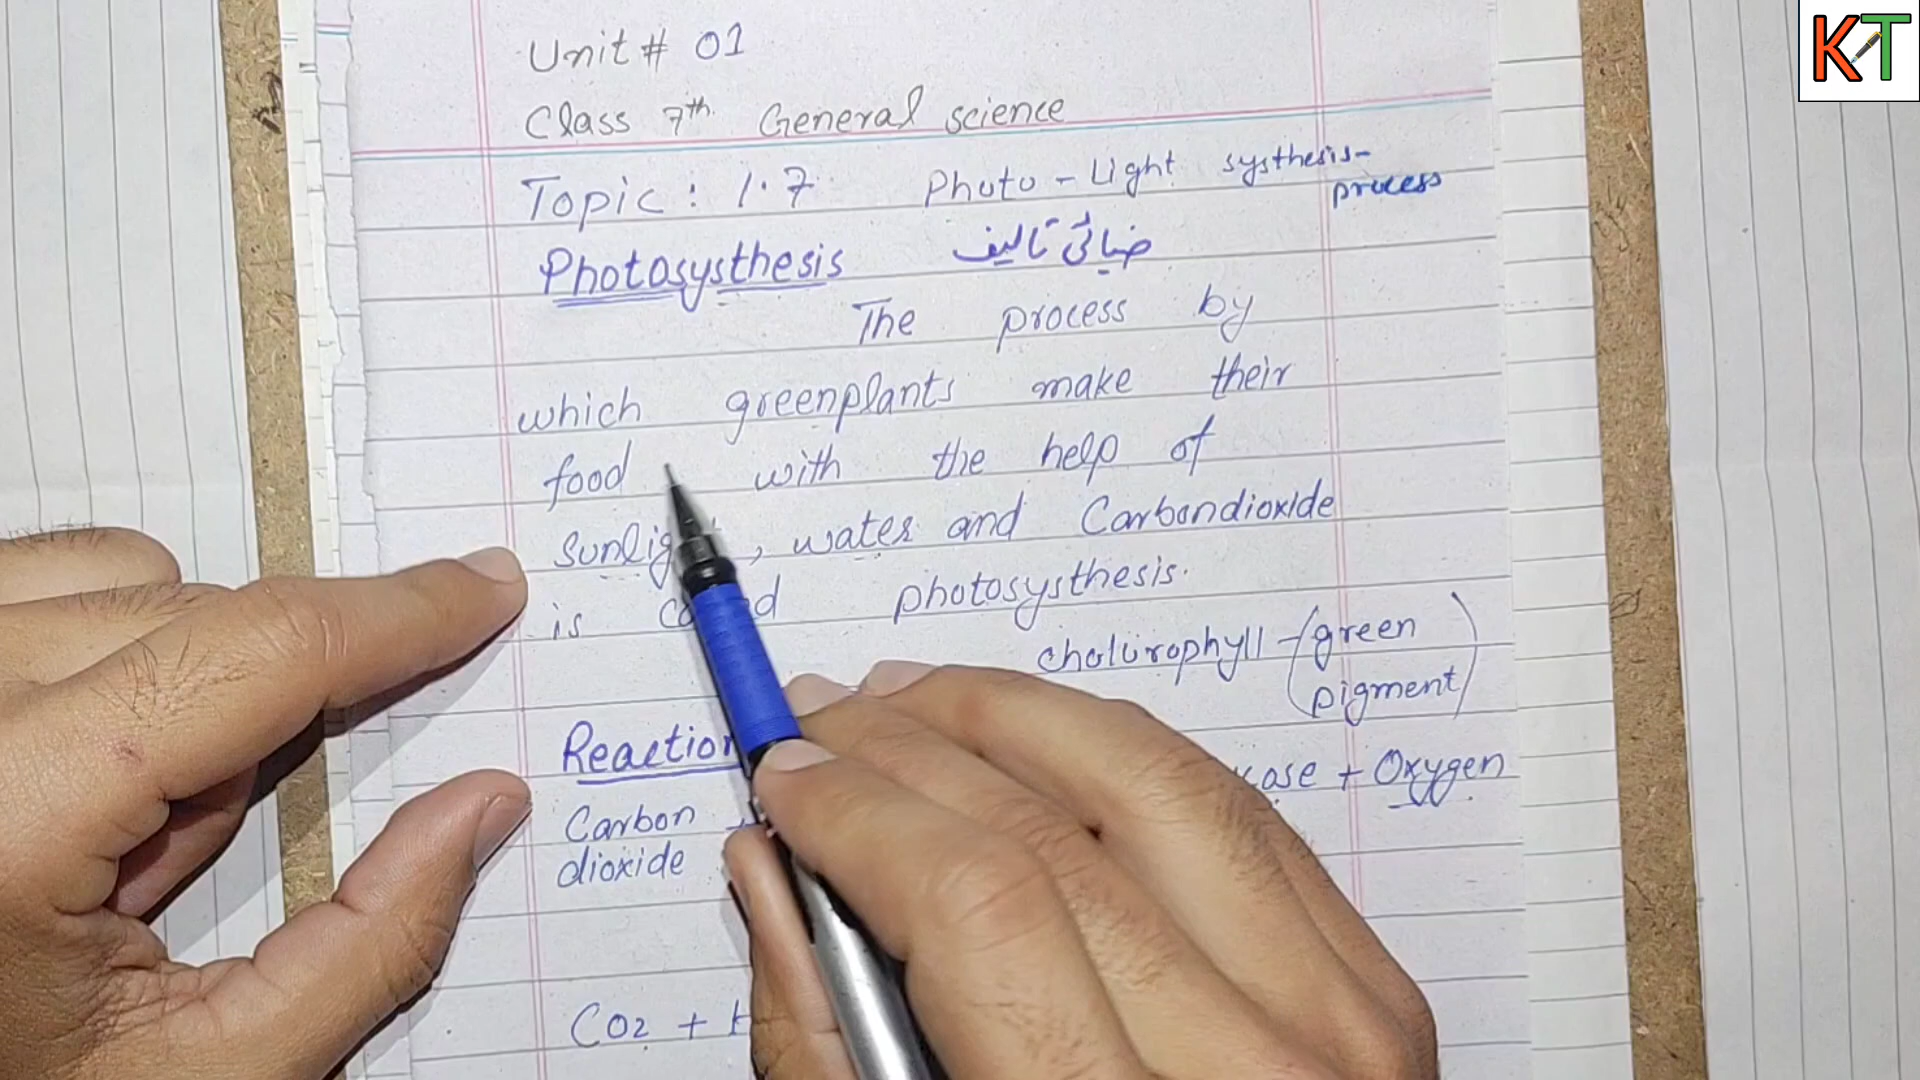 KT
Unit # 01
Class 7th General science
Topic: 1.7 Photo - Light systhesis-
process
Photosysthesis ضیائی تالیف
The process by
which greenplants make their
food with the help of
Sunlig , water and Carbondioxide
is photosysthesis.
cholurophyll - (green
pigment)
Reaction + Oxygen
Carbon +
dioxide
CO2 +